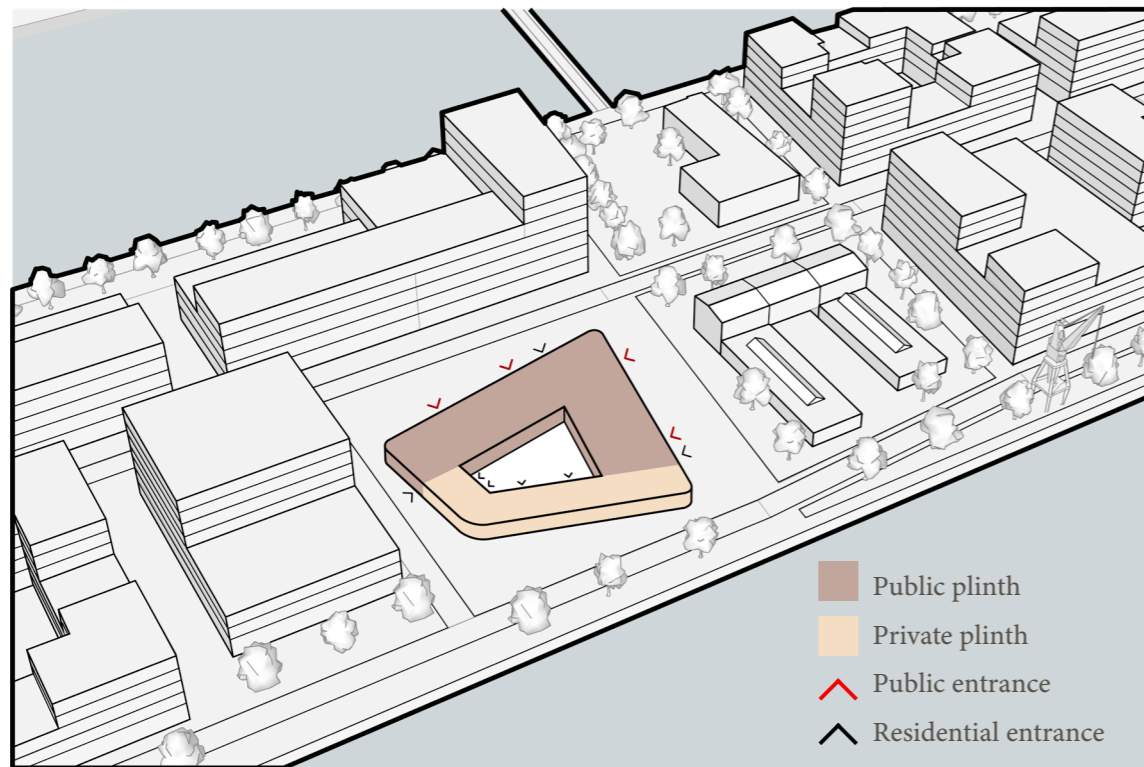 Public plinth
Private plinth
Public entrance
Residential entrance